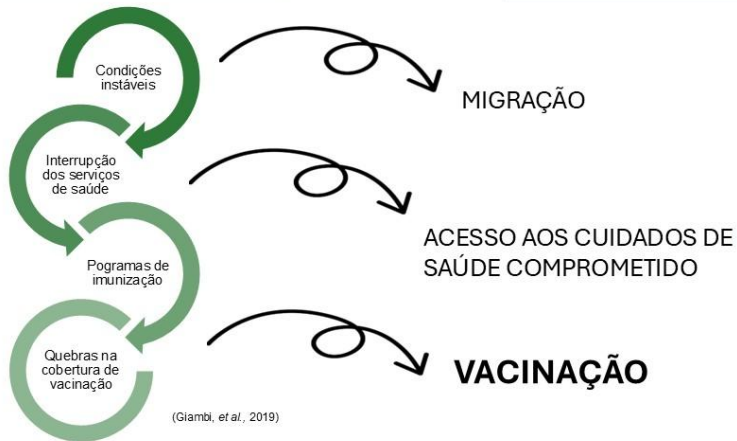 Condições
instáveis
MIGRAÇÃO
Interrupção
dos serviços
de saúde
ACESSO AOS CUIDADOS DE
SAÚDE COMPROMETIDO
Pogramas de
imunização
Quebras na
cobertura de
vacinação
VACINAÇÃO
(Giambi, et al., 2019)